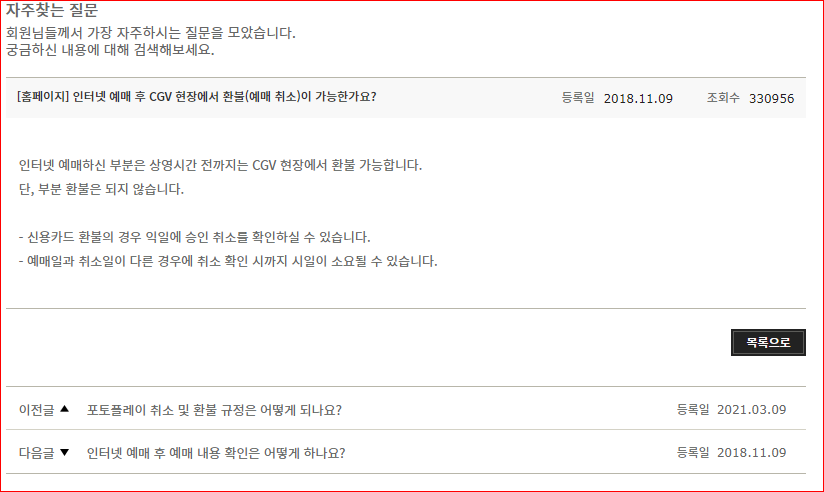 자주찾는 질문
회원님들께서 가장 자주하시는 질문을 모았습니다.
궁금하신 내용에 대해 검색해보세요.
[홈페이지] 인터넷 예매 후 CGV 현장에서 환불(예매 취소)이 가능한가요? 등록일 2018.11.09 조회수 330956
인터넷 예매하신 부분은 상영시간 전까지는 CGV 현장에서 환불 가능합니다.
단, 부분 환불은 되지 않습니다.
- 신용카드 환불의 경우 익일에 승인 취소를 확인하실 수 있습니다.
- 예매일과 취소일이 다른 경우에 취소 확인 시까지 시일이 소요될 수 있습니다.
목록으로
이전글 ▲ 포토플레이 취소 및 환불 규정은 어떻게 되나요? 등록일 2021.03.09
다음글 ▼ 인터넷 예매 후 예매 내용 확인은 어떻게 하나요? 등록일 2018.11.09